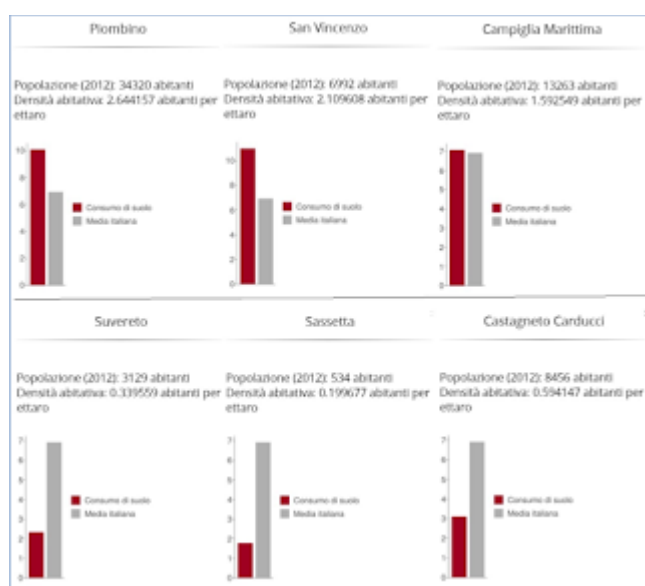 Piombino
Popolazione (2012): 34320 abitanti
Densità abitativa: 2.644157 abitanti per
ettaro
10
8
6
4
2
0
Consumo di suolo
Media italiana
San Vincenzo
Popolazione (2012): 6992 abitanti
Densità abitativa: 2.109608 abitanti per
ettaro
10
8
6
4
2
0
Consumo di suolo
Media italiana
Campiglia Marittima
Popolazione (2012): 13263 abitanti
Densità abitativa: 1.592549 abitanti per
ettaro
7
6
5
4
3
2
1
0
Consumo di suolo
Media italiana
Suvereto
Popolazione (2012): 3129 abitanti
Densità abitativa: 0.339559 abitanti per
ettaro
7
6
5
4
3
2
1
0
Consumo di suolo
Media italiana
Sassetta
Popolazione (2012): 534 abitanti
Densità abitativa: 0.199677 abitanti per
ettaro
7
6
5
4
3
2
1
0
Consumo di suolo
Media italiana
Castagneto Carducci
Popolazione (2012): 8456 abitanti
Densità abitativa: 0.594147 abitanti per
ettaro
7
6
5
4
3
2
1
0
Consumo di suolo
Media italiana